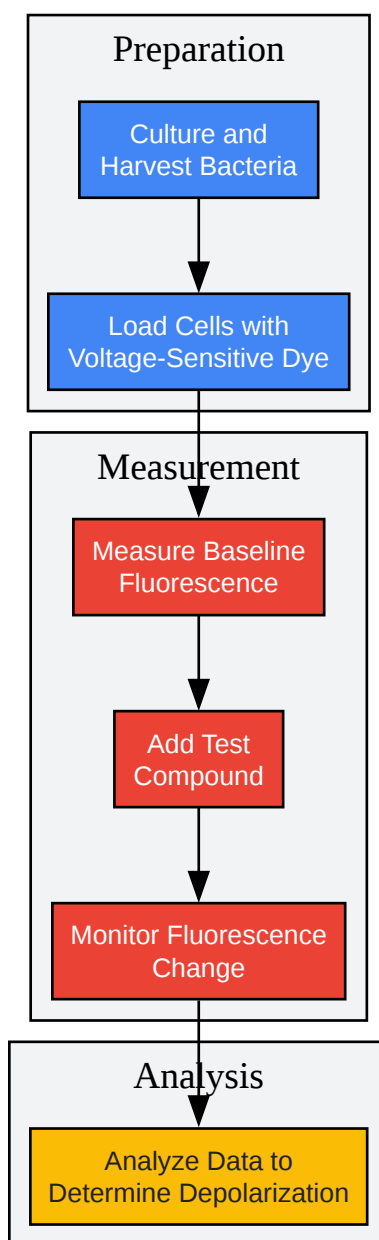 Preparation
Culture and
Harvest Bacteria
Load Cells with
Voltage-Sensitive Dye
Measurement
Measure Baseline
Fluorescence
Add Test
Compound
Monitor Fluorescence
Change
Analysis
Analyze Data to
Determine Depolarization